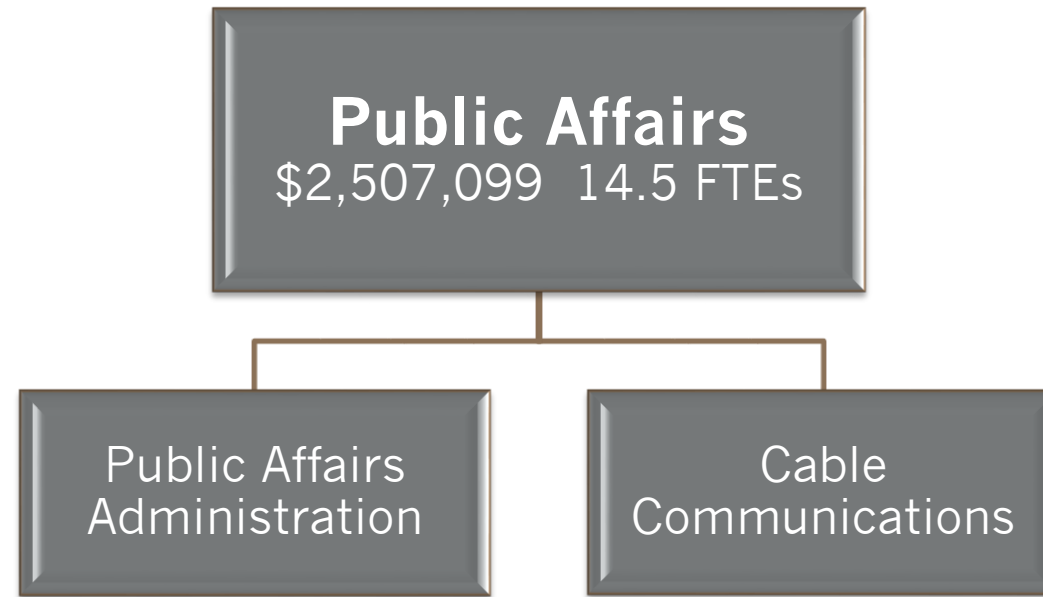 Public Affairs
$2,507,099 14.5 FTEs
Public Affairs
Administration
Cable
Communications